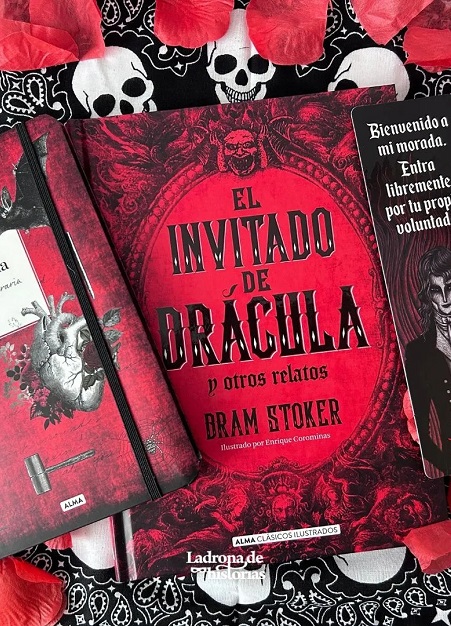 EL
INVITADO
DE
DRÁCULA
y otros relatos
BRAM STOKER
Ilustrado por Enrique Corominas
ALMA CLÁSICOS ILUSTRADOS
Bienvenido a
mi morada.
Entra
libremente
por tu prop
voluntad
ALMA
Ladrona de
historias